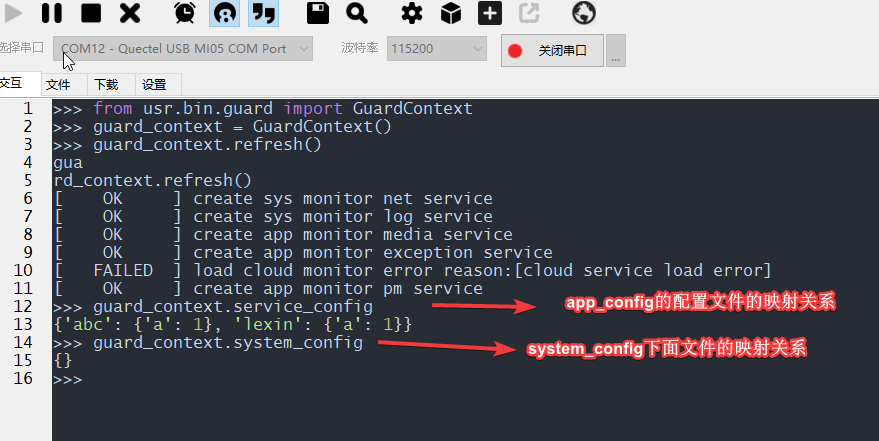 选择串口 COM12 - Quectel USB MI05 COM Port 波特率 115200 关闭串口 ...
交互 文件 下载 设置
1 >>> from usr.bin.guard import GuardContext
2 >>> guard_context = GuardContext()
3 >>> guard_context.refresh()
4 gua
5 rd_context.refresh()
6 [ OK ] create sys monitor net service
7 [ OK ] create sys monitor log service
8 [ OK ] create app monitor media service
9 [ OK ] create app monitor exception service
10 [ FAILED ] load cloud monitor error reason:[cloud service load error]
11 [ OK ] create app monitor pm service
12 >>> guard_context.service_config app_config的配置文件的映射关系
13 {'abc': {'a': 1}, 'lexin': {'a': 1}}
14 >>> guard_context.system_config system_config下面文件的映射关系
15 {}
16 >>>